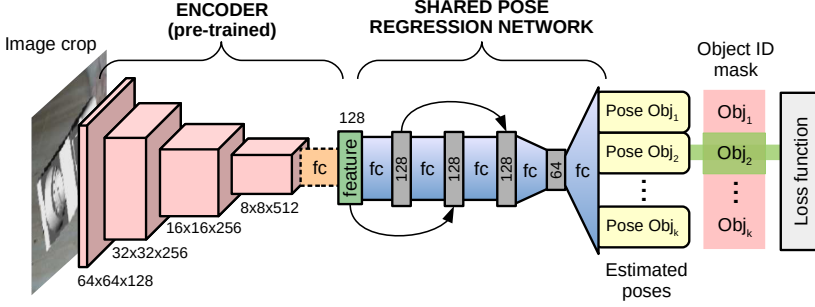 ENCODER
(pre-trained)
SHARED POSE
REGRESSION NETWORK
Image crop
Object ID
mask
128
fc
feature
fc
128
fc
128
fc
128
fc
64
fc
Pose Obj1
Pose Obj2
Pose Objk
Obj1
Obj2
Objk
Loss function
8x8x512
16x16x256
32x32x256
64x64x128
Estimated
poses